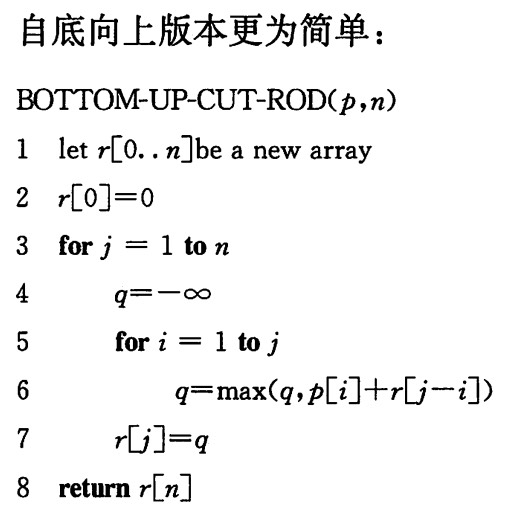 自底向上版本更为简单：
BOTTOM-UP-CUT-ROD(p,n)
1 let r[0..n]be a new array
2 r[0]=0
3 for j = 1 to n
4 q=−∞
5 for i = 1 to j
6 q=max(q,p[i]+r[j−i])
7 r[j]=q
8 return r[n]